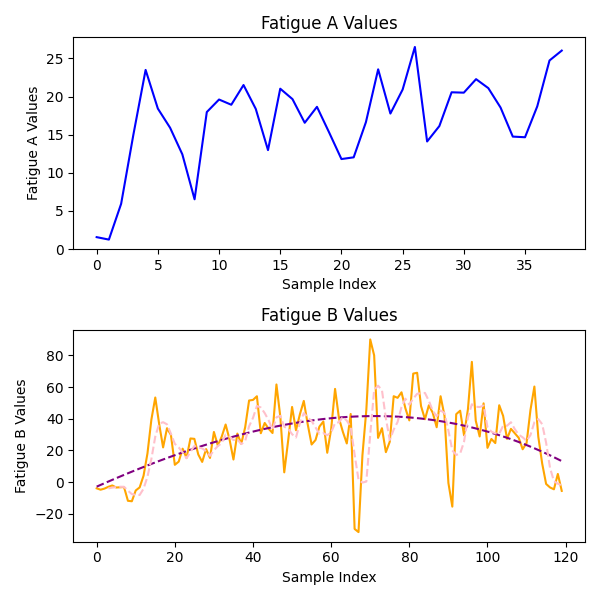 Fatigue A Values
Fatigue A Values
25
20
15
10
5
0
0 5 10 15 20 25 30 35
Sample Index
Fatigue B Values
Fatigue B Values
80
60
40
20
0
−20
0 20 40 60 80 100 120
Sample Index